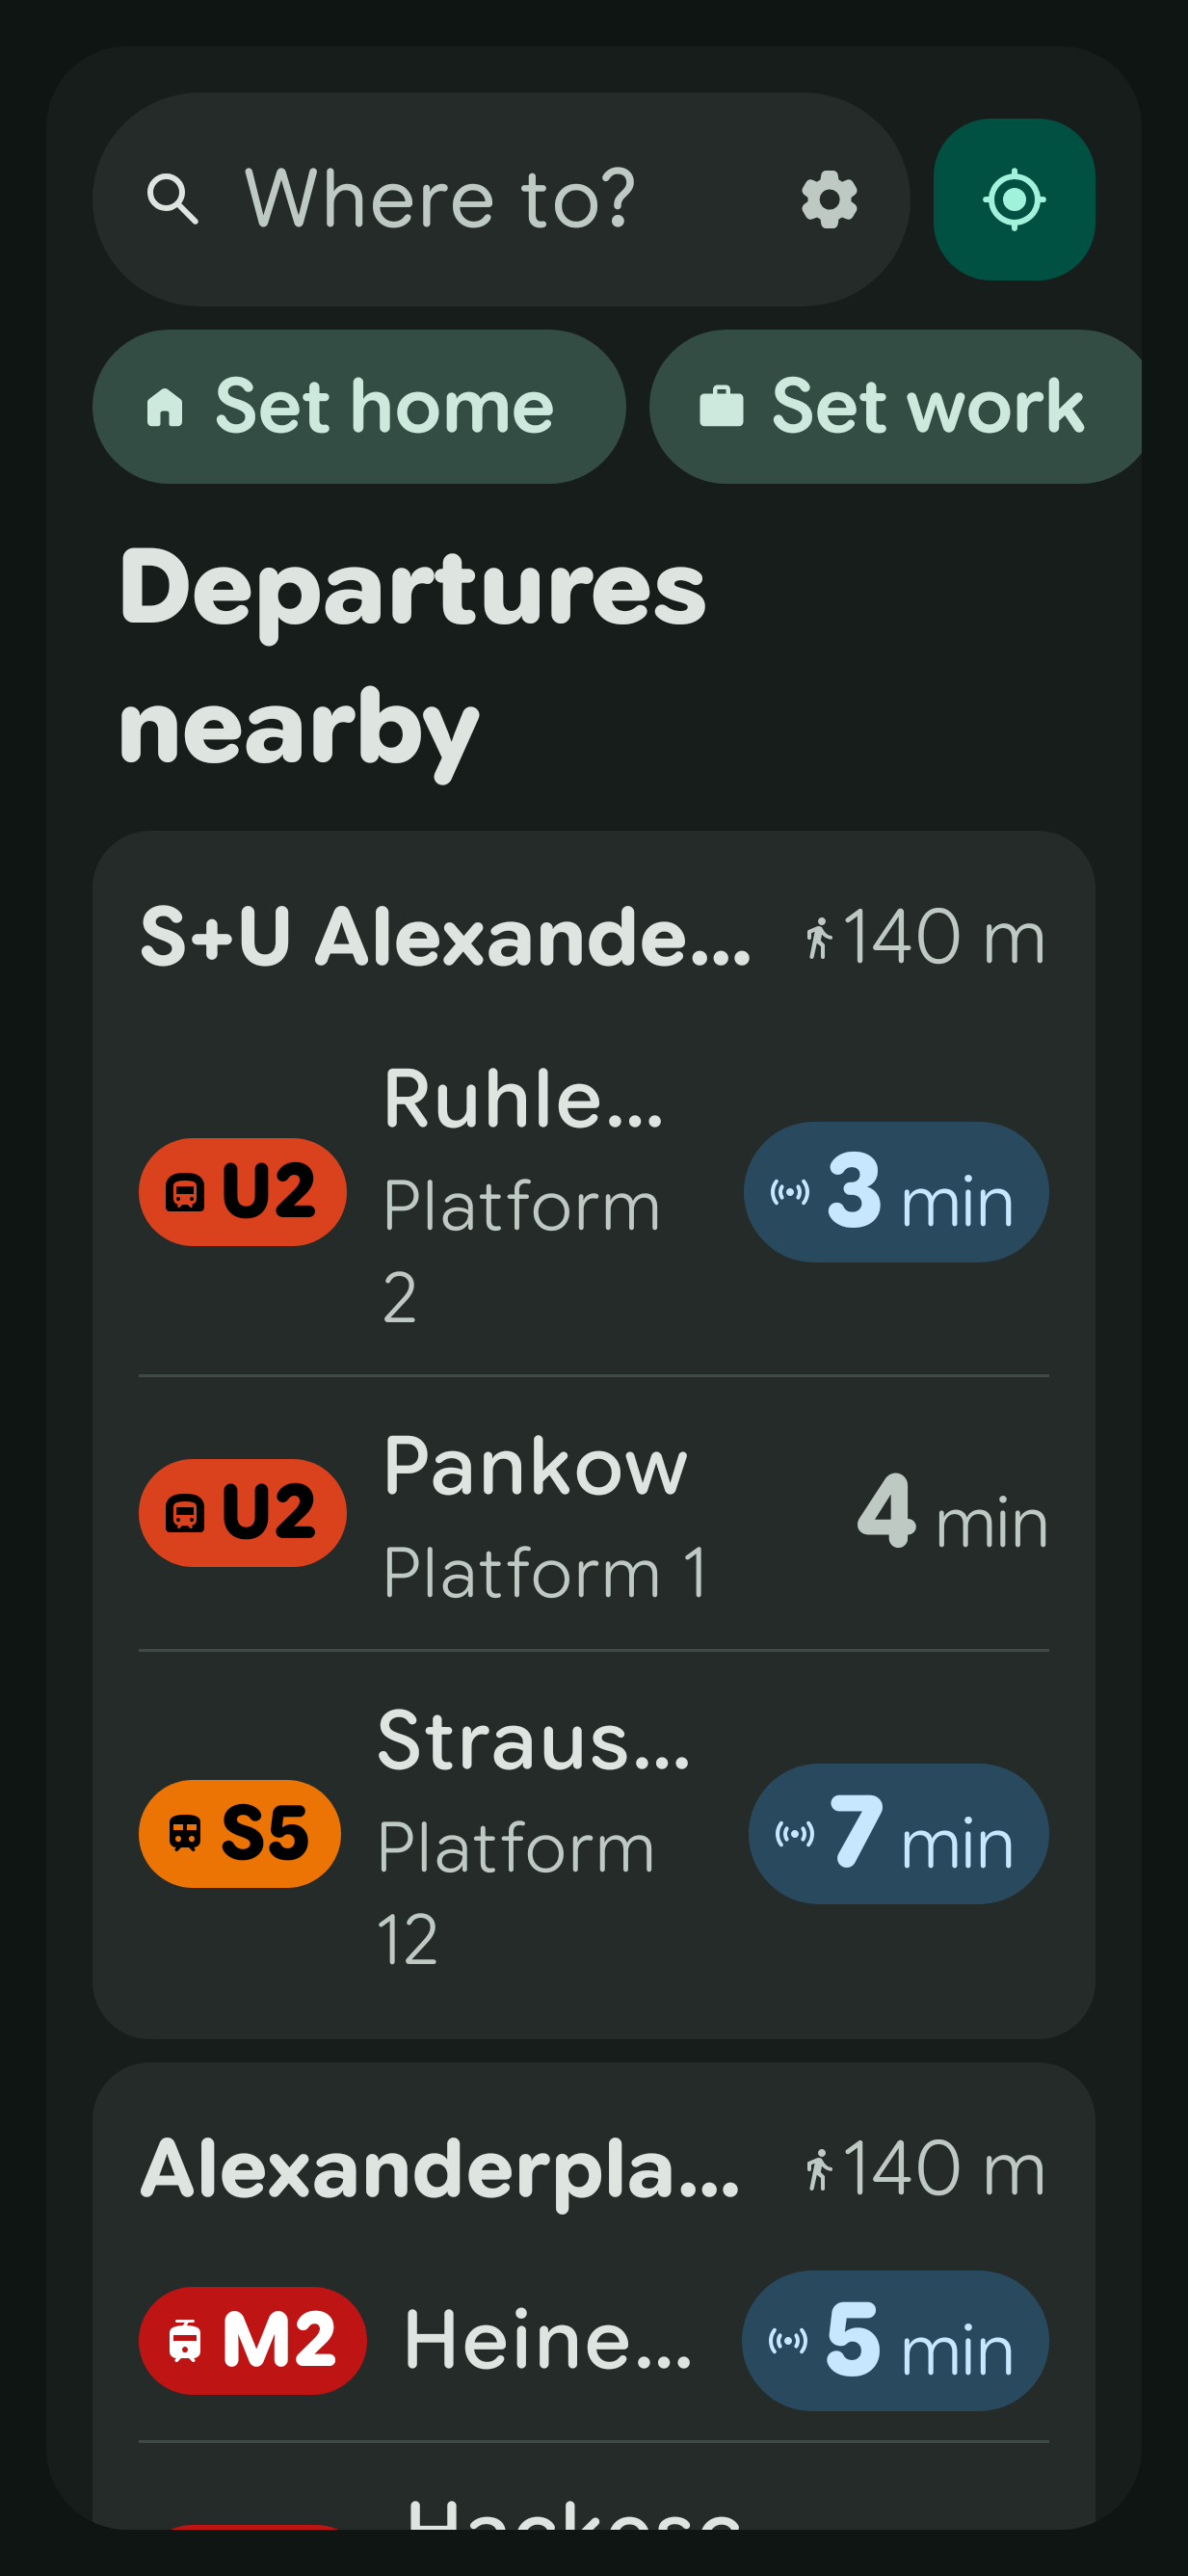 Where to?
Set home
Set work
Departures
nearby
S+U Alexande... 140 m
Ruhle...
U2
Platform
2
3 min
U2
Pankow
Platform 1
4 min
Straus...
S5
Platform
12
7 min
Alexanderpla... 140 m
M2 Heine... 5 min